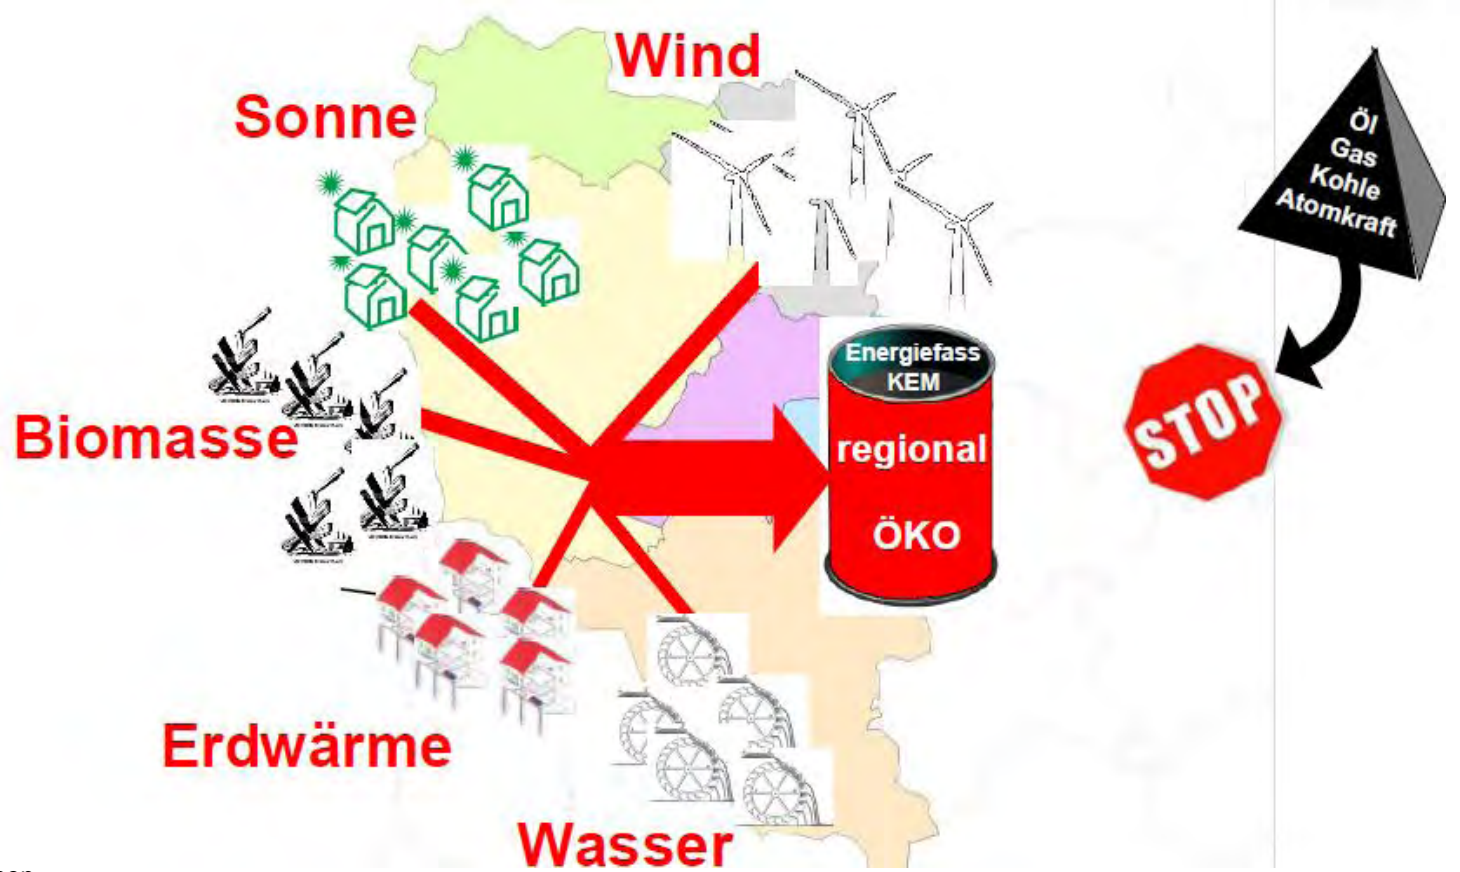 Wind
Sonne
Öl
Gas
Kohle
Atomkraft
Energiefass
KEM
STOP
Biomasse
regional
ÖKO
Erdwärme
Wasser